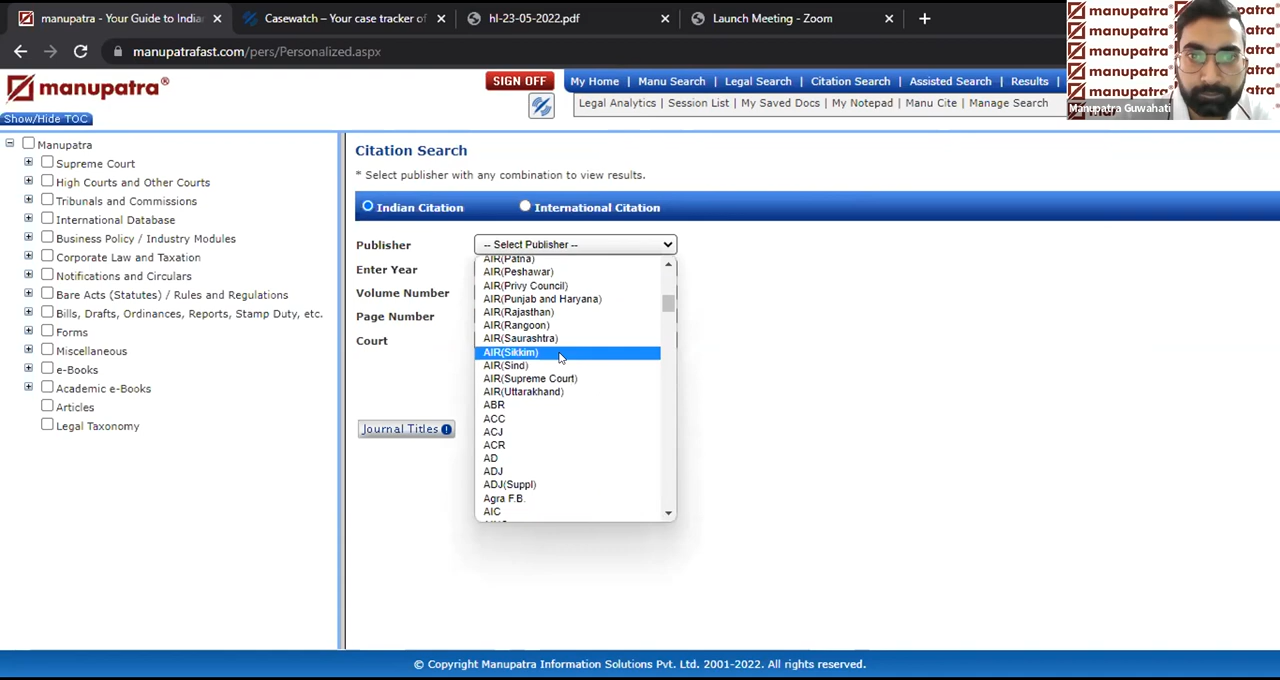 manupatra - Your Guide to India
Casewatch – Your case tracker of
hl-23-05-2022.pdf
Launch Meeting - Zoom
manupatrafast.com/pers/Personalized.aspx
manupatra®
SIGN OFF
My Home | Manu Search | Legal Search | Citation Search | Assisted Search | Results |
Legal Analytics | Session List | My Saved Docs | My Notepad | Manu Cite | Manage Search
manupatra
manupatra
manupatra
manupatra
manupatra
Manupatra Guwahati
Show/Hide TOC
Manupatra
Supreme Court
High Courts and Other Courts
Tribunals and Commissions
International Database
Business Policy / Industry Modules
Corporate Law and Taxation
Notifications and Circulars
Bare Acts (Statutes) / Rules and Regulations
Bills, Drafts, Ordinances, Reports, Stamp Duty, etc.
Forms
Miscellaneous
e-Books
Academic e-Books
Articles
Legal Taxonomy
Citation Search
* Select publisher with any combination to view results.
Indian Citation
International Citation
Publisher
-- Select Publisher --
Enter Year
Volume Number
Page Number
Court
Journal Titles
AIR(Patna)
AIR(Peshawar)
AIR(Privy Council)
AIR(Punjab and Haryana)
AIR(Rajasthan)
AIR(Rangoon)
AIR(Saurashtra)
AIR(Sikkim)
AIR(Sind)
AIR(Supreme Court)
AIR(Uttarakhand)
ABR
ACC
ACJ
ACR
AD
ADJ
ADJ(Suppl)
Agra F.B.
AIC
© Copyright Manupatra Information Solutions Pvt. Ltd. 2001-2022. All rights reserved.